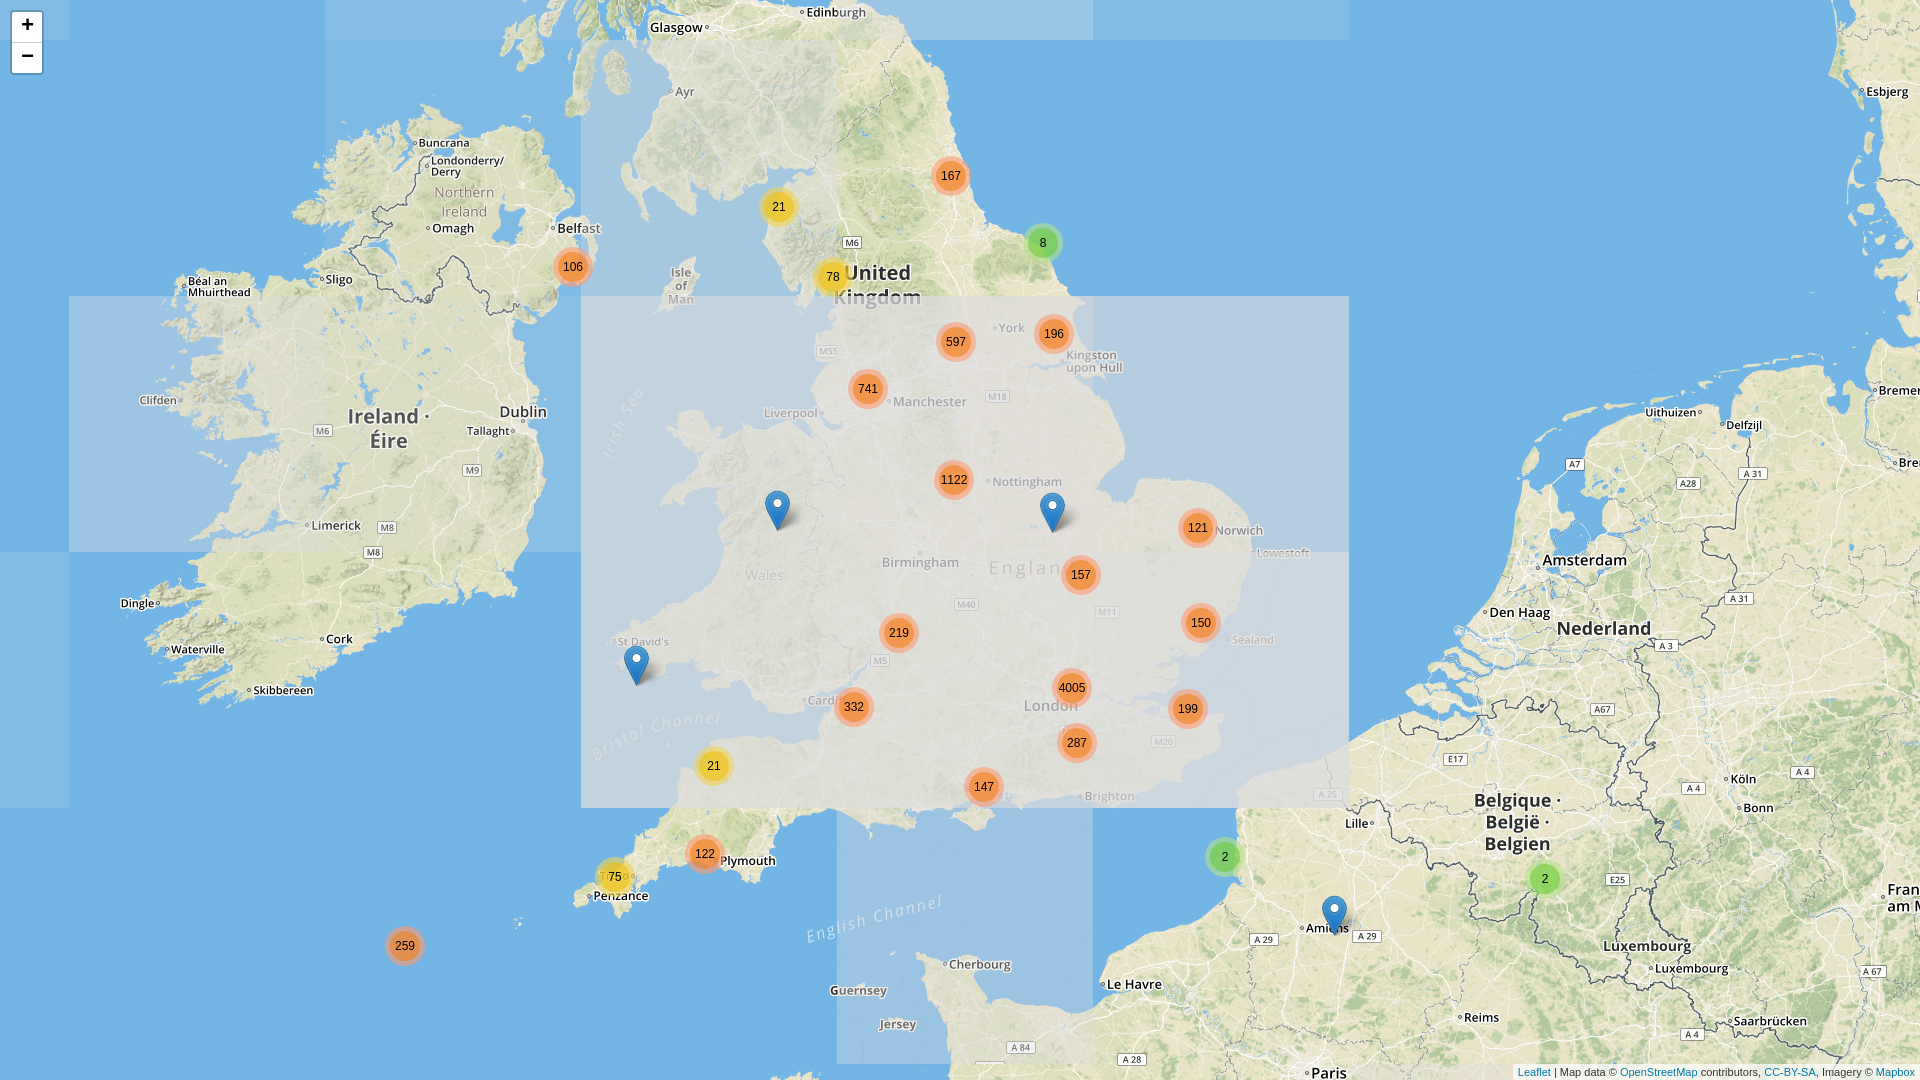 +
−
Glasgow
Edinburgh
Ayr
Esbjerg
Buncrana
Londonderry/
Derry
Northern
Ireland
Omagh
Belfast
167
21
M6
8
106
78
United
Kingdom
Isle
of
Man
Sligo
Béal an
Mhuirthead
York
196
597
Kingston
upon Hull
M55
741
Manchester
M18
Liverpool
Irish Sea
Clifden
Ireland ·
Éire
Dublin
Tallaght
M6
M9
Uithuizen
Delfzijl
Bremer
A7
A 31
A28
Bre
1122
Nottingham
Limerick
M8
M8
121
Norwich
Lowestoft
Birmingham
Englan
157
Wales
Amsterdam
M40
M11
A 31
Dingle
Den Haag
Nederland
150
219
Sealand
St David's
Cork
Waterville
A 3
M5
Skibbereen
4005
London
199
Cardiff
332
A67
Bristol Channel
287
M20
E17
21
A 4
Köln
147
Brighton
A 25
A 4
Bonn
Belgique ·
België ·
Belgien
Lille
122
Plymouth
2
75
Penzance
2
E25
Fran
am M
English Channel
Amiens
A 29
A 29
259
Luxembourg
Luxembourg
A 67
Cherbourg
Le Havre
Guernsey
Jersey
Reims
Saarbrücken
A 4
A 84
A 28
Paris
Leaflet | Map data © OpenStreetMap contributors, CC-BY-SA, Imagery © Mapbox